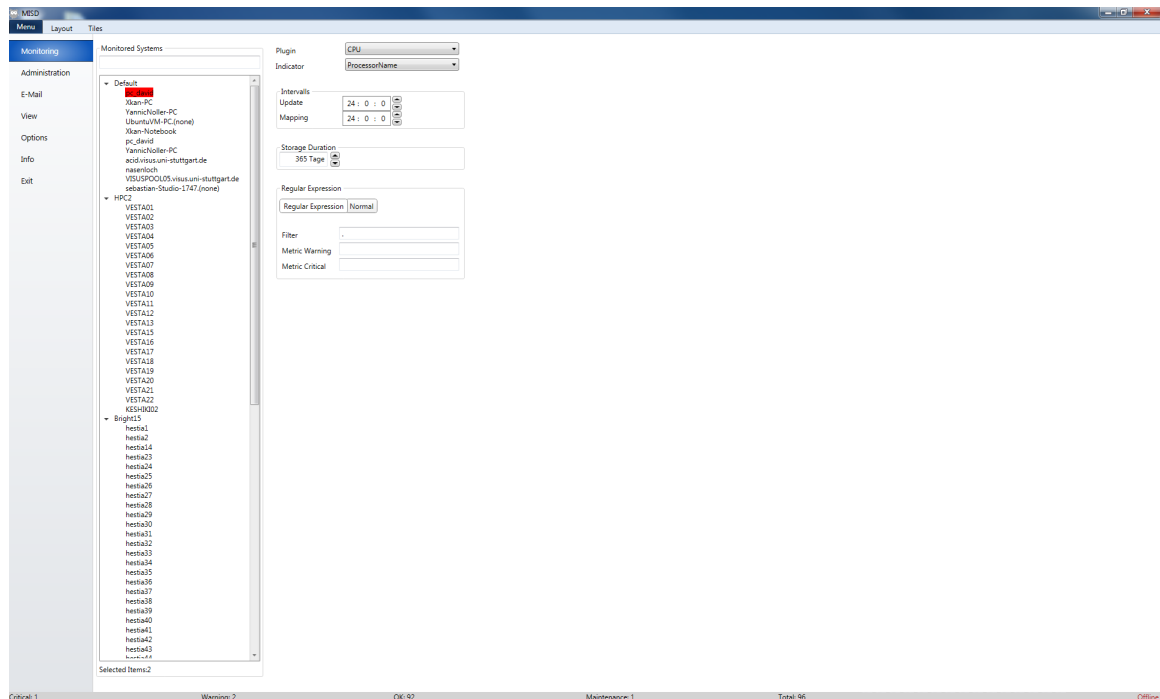 MISD
Menu Layout Tiles
Monitoring
Administration
E-Mail
View
Options
Info
Exit
Monitored Systems
Default
pc_david
Xkan-PC
YannicNoller-PC
UbuntuVM-PC.(none)
Xkan-Notebook
pc_david
YannicNoller-PC
acid.visus.uni-stuttgart.de
nasenloch
VISUSPOOL05.visus.uni-stuttgart.de
sebastian-Studio-1747.(none)
HPC2
VESTA01
VESTA02
VESTA03
VESTA04
VESTA05
VESTA06
VESTA07
VESTA08
VESTA09
VESTA10
VESTA11
VESTA12
VESTA13
VESTA15
VESTA16
VESTA17
VESTA18
VESTA19
VESTA20
VESTA21
VESTA22
KESHIKI02
Bright15
hestia1
hestia2
hestia14
hestia23
hestia24
hestia25
hestia26
hestia27
hestia28
hestia29
hestia30
hestia31
hestia32
hestia33
hestia34
hestia35
hestia36
hestia37
hestia38
hestia39
hestia40
hestia41
hestia42
hestia43
hestia44
Selected Items:2
Plugin CPU
Indicator ProcessorName
Intervalls
Update 24 : 0 : 0
Mapping 24 : 0 : 0
Storage Duration
365 Tage
Regular Expression
Regular Expression Normal
Filter .
Metric Warning
Metric Critical
Critical: 1 Warning: 2 OK: 92 Maintenance: 1 Total: 96 Offline